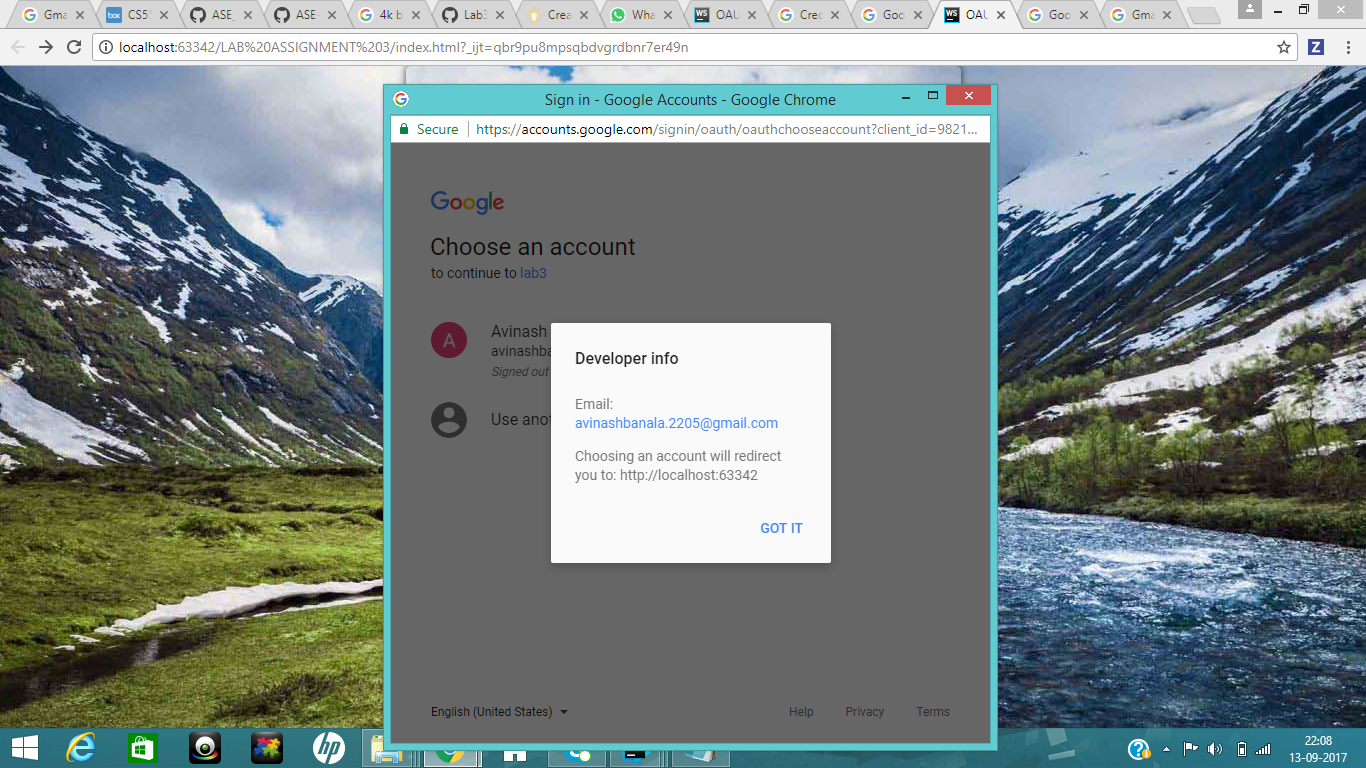 Gma
CS5
ASE_
ASE-
4k b
Lab3
Crea
Wha
OAU
Cred
Goo
OAU
Goo
Gma
localhost:63342/LAB%20ASSIGNMENT%203/index.html?_ijt=qbr9pu8mpsqbdvgrdbnr7er49n
Sign in - Google Accounts - Google Chrome
Secure
https://accounts.google.com/signin/oauth/oauthchooseaccount?client_id=9821...
Google
Choose an account
to continue to lab3
A
Avinash
avinashba
Signed out
Use anot
Developer info
Email:
avinashbanala.2205@gmail.com
Choosing an account will redirect
you to: http://localhost:63342
GOT IT
English (United States)
Help
Privacy
Terms
hp
22:08
13-09-2017